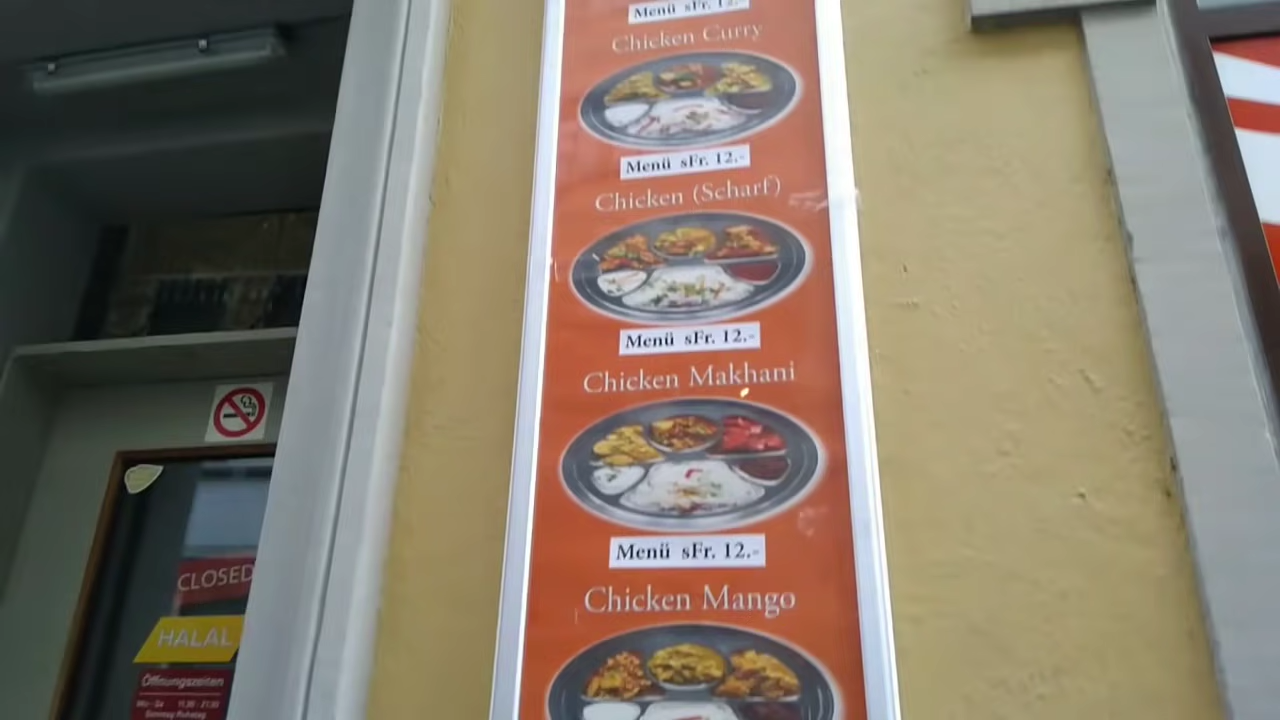 Menü sFr. 12.-
Chicken Curry
Menü sFr. 12.-
Chicken (Scharf)
Menü sFr. 12.-
Chicken Makhani
Menü sFr. 12.-
Chicken Mango
CLOSED
HALAL
Öffnungszeiten